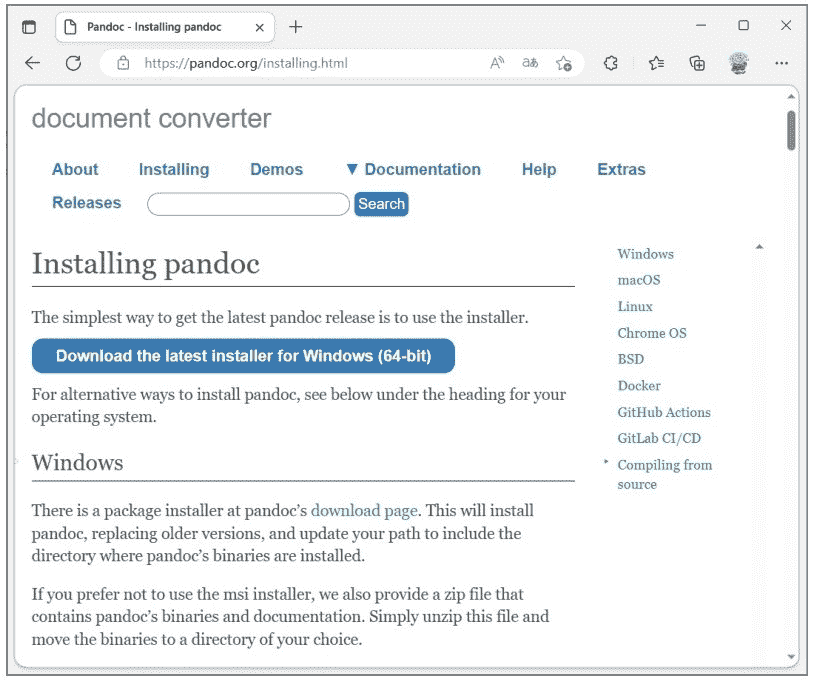 Pandoc - Installing pandoc
https://pandoc.org/installing.html
document converter
About Installing Demos ▼ Documentation Help Extras
Releases Search
Installing pandoc
The simplest way to get the latest pandoc release is to use the installer.
Download the latest installer for Windows (64-bit)
For alternative ways to install pandoc, see below under the heading for your
operating system.
Windows
There is a package installer at pandoc’s download page. This will install
pandoc, replacing older versions, and update your path to include the
directory where pandoc’s binaries are installed.
If you prefer not to use the msi installer, we also provide a zip file that
contains pandoc’s binaries and documentation. Simply unzip this file and
move the binaries to a directory of your choice.
Windows
macOS
Linux
Chrome OS
BSD
Docker
GitHub Actions
GitLab CI/CD
Compiling from
source